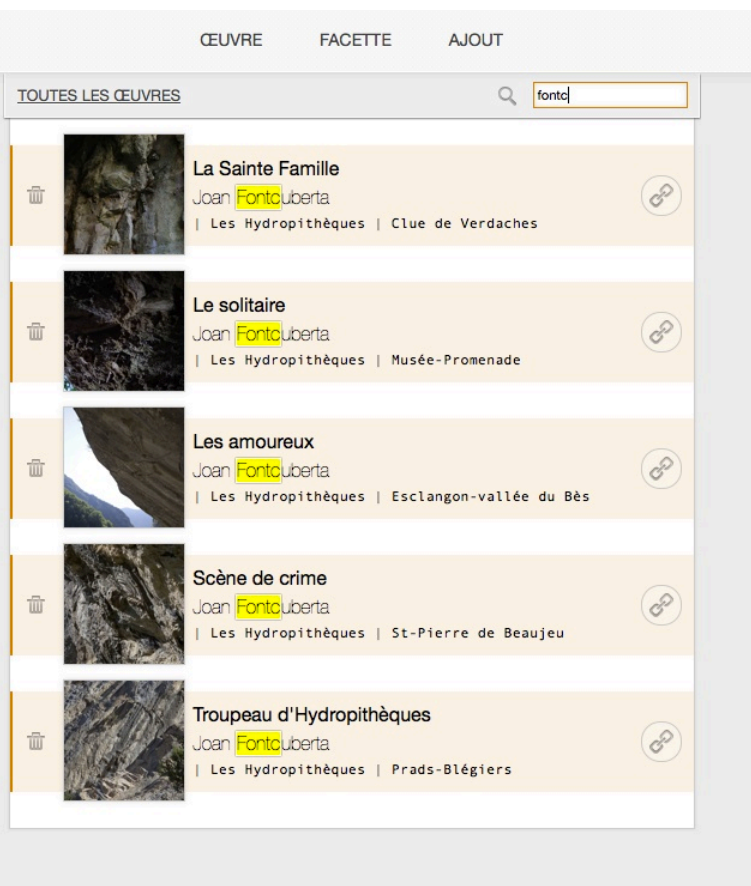 ŒUVRE FACETTE AJOUT
TOUTES LES ŒUVRES fontc
La Sainte Famille
Joan Fontcuberta
| Les Hydropithèques | Clue de Verdaches
Le solitaire
Joan Fontcuberta
| Les Hydropithèques | Musée-Promenade
Les amoureux
Joan Fontcuberta
| Les Hydropithèques | Esclangon-vallée du Bès
Scène de crime
Joan Fontcuberta
| Les Hydropithèques | St-Pierre de Beaujeu
Troupeau d'Hydropithèques
Joan Fontcuberta
| Les Hydropithèques | Prads-Blégiers